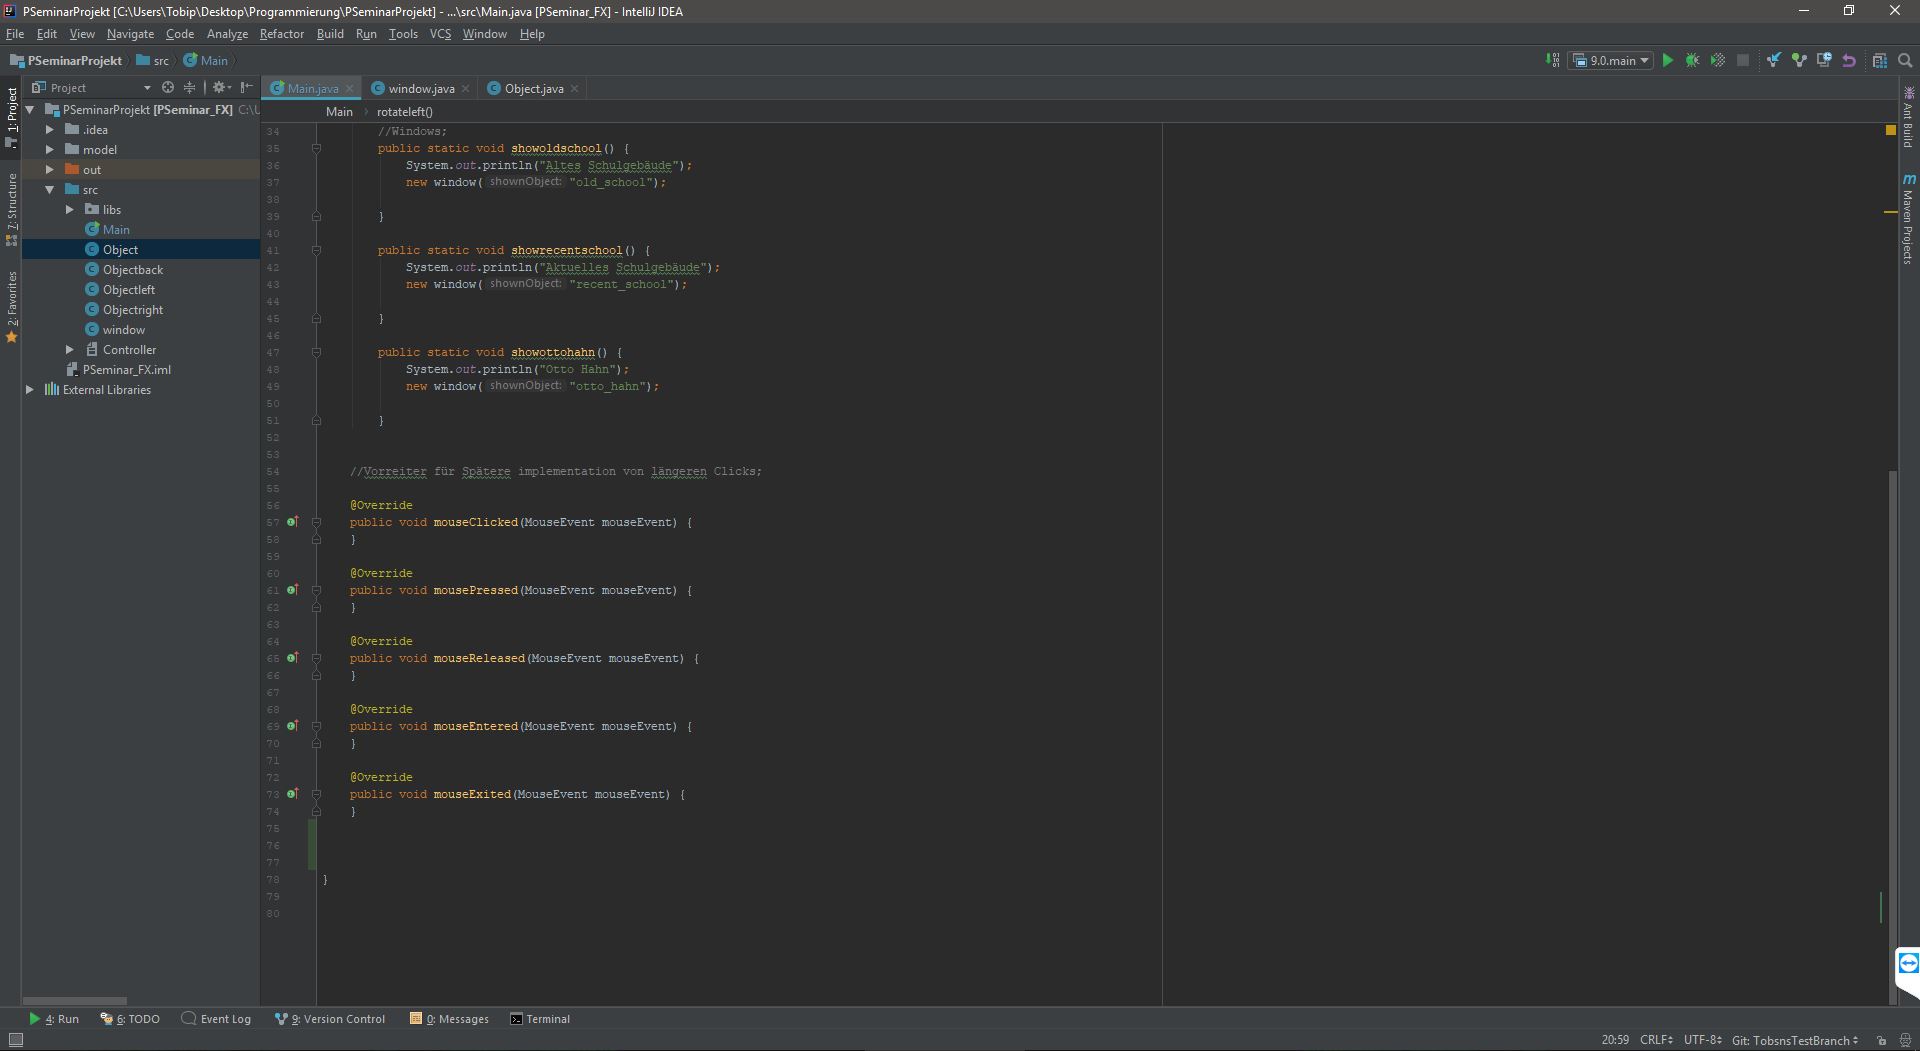 PSeminarProjekt [C:\Users\Tobip\Desktop\Programmierung\PSeminarProjekt] - ...\src\Main.java [PSeminar_FX] - IntelliJ IDEA
File Edit View Navigate Code Analyze Refactor Build Run Tools VCS Window Help
PSeminarProjekt src Main 9.0.main
1: Project
7: Structure
2: Favorites
Project
PSeminarProjekt [PSeminar_FX] C:\U
.idea
model
out
src
libs
Main
Object
Objectback
Objectleft
Objectright
window
Controller
PSeminar_FX.iml
External Libraries
Main.java window.java Object.java
Main rotateleft()
34 //Windows;
35 public static void showoldschool() {
36 System.out.println("Altes Schulgebäude");
37 new window( shownObject: "old_school");
38
39 }
40
41 public static void showrecentschool() {
42 System.out.println("Aktuelles Schulgebäude");
43 new window( shownObject: "recent_school");
44
45 }
46
47 public static void showottohahn() {
48 System.out.println("Otto Hahn");
49 new window( shownObject: "otto_hahn");
50
51 }
52
53
54 //Vorreiter für Spätere implementation von längeren Clicks;
55
56 @Override
57 public void mouseClicked(MouseEvent mouseEvent) {
58 }
59
60 @Override
61 public void mousePressed(MouseEvent mouseEvent) {
62 }
63
64 @Override
65 public void mouseReleased(MouseEvent mouseEvent) {
66 }
67
68 @Override
69 public void mouseEntered(MouseEvent mouseEvent) {
70 }
71
72 @Override
73 public void mouseExited(MouseEvent mouseEvent) {
74 }
75
76
77
78 }
79
80
Ant Build
m Maven Projects
4: Run 6: TODO Event Log 9: Version Control 0: Messages Terminal
20:59 CRLF UTF-8 Git: TobsnsTestBranch